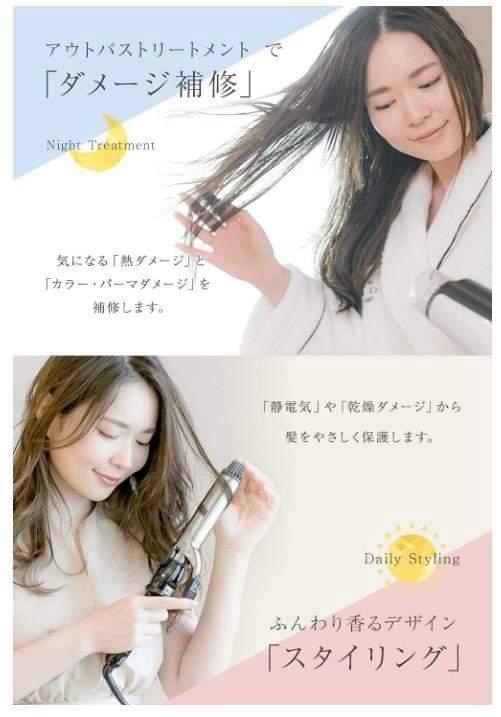 アウトバストリートメント で
「ダメージ補修」
Night Treatment
気になる「熱ダメージ」と
「カラー・パーマダメージ」を
補修します。
「静電気」や「乾燥ダメージ」から
髪をやさしく保護します。
Daily Styling
ふんわり香るデザイン
「スタイリング」